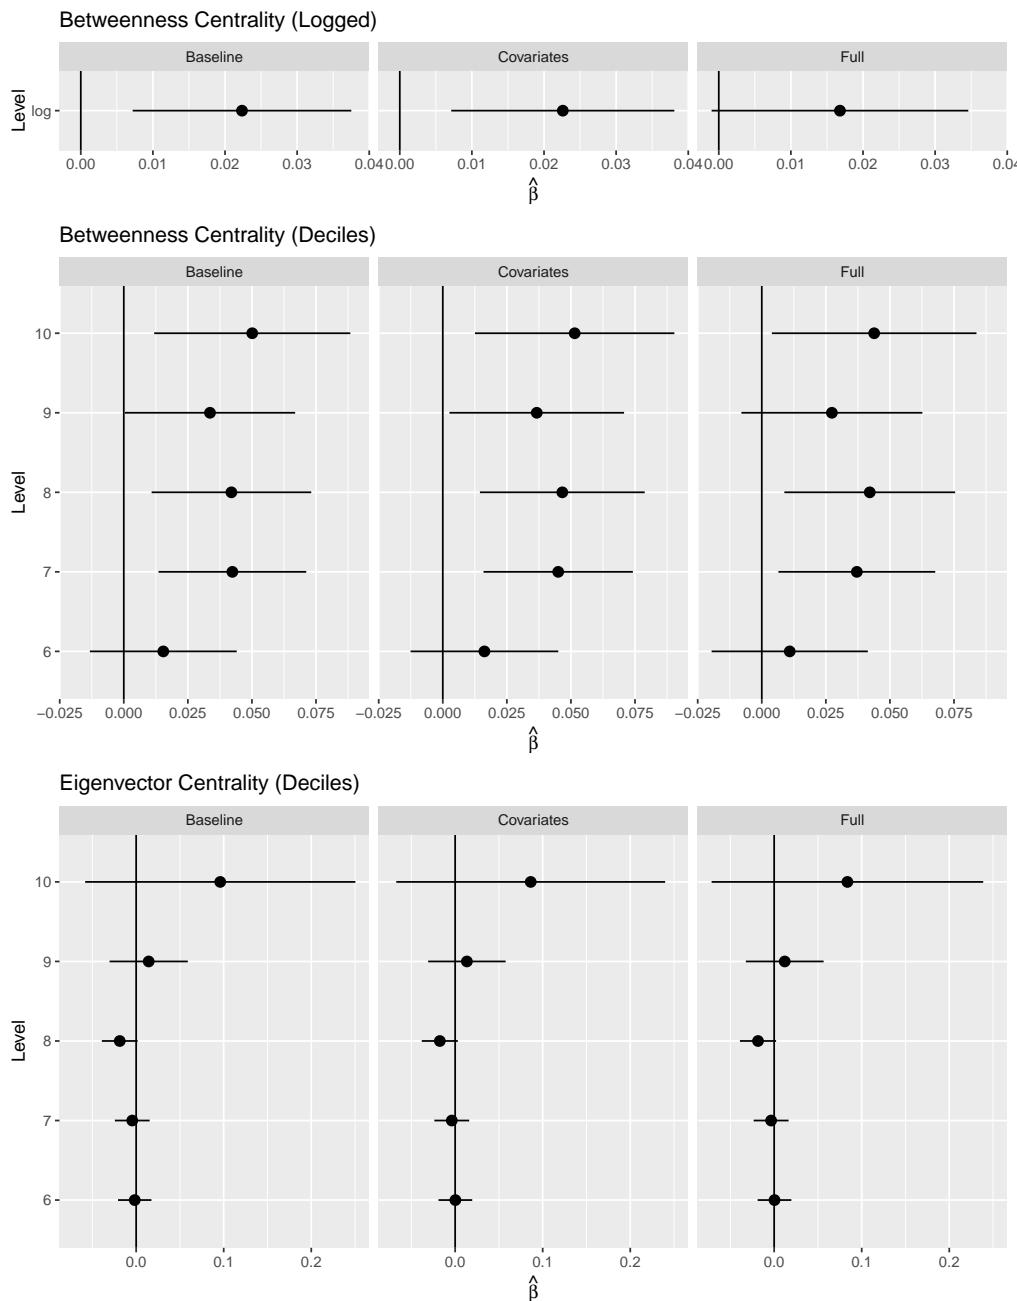 Betweenness Centrality (Logged)
Baseline Covariates Full
Level
log
0.00 0.01 0.02 0.03 0.04 0.00 0.01 0.02 0.03 0.04 0.00 0.01 0.02 0.03 0.04
β̂
Betweenness Centrality (Deciles)
Baseline Covariates Full
10
9
Level
8
7
6
−0.025 0.000 0.025 0.050 0.075 −0.025 0.000 0.025 0.050 0.075 −0.025 0.000 0.025 0.050 0.075
β̂
Eigenvector Centrality (Deciles)
Baseline Covariates Full
10
9
Level
8
7
6
0.0 0.1 0.2 0.0 0.1 0.2 0.0 0.1 0.2
β̂